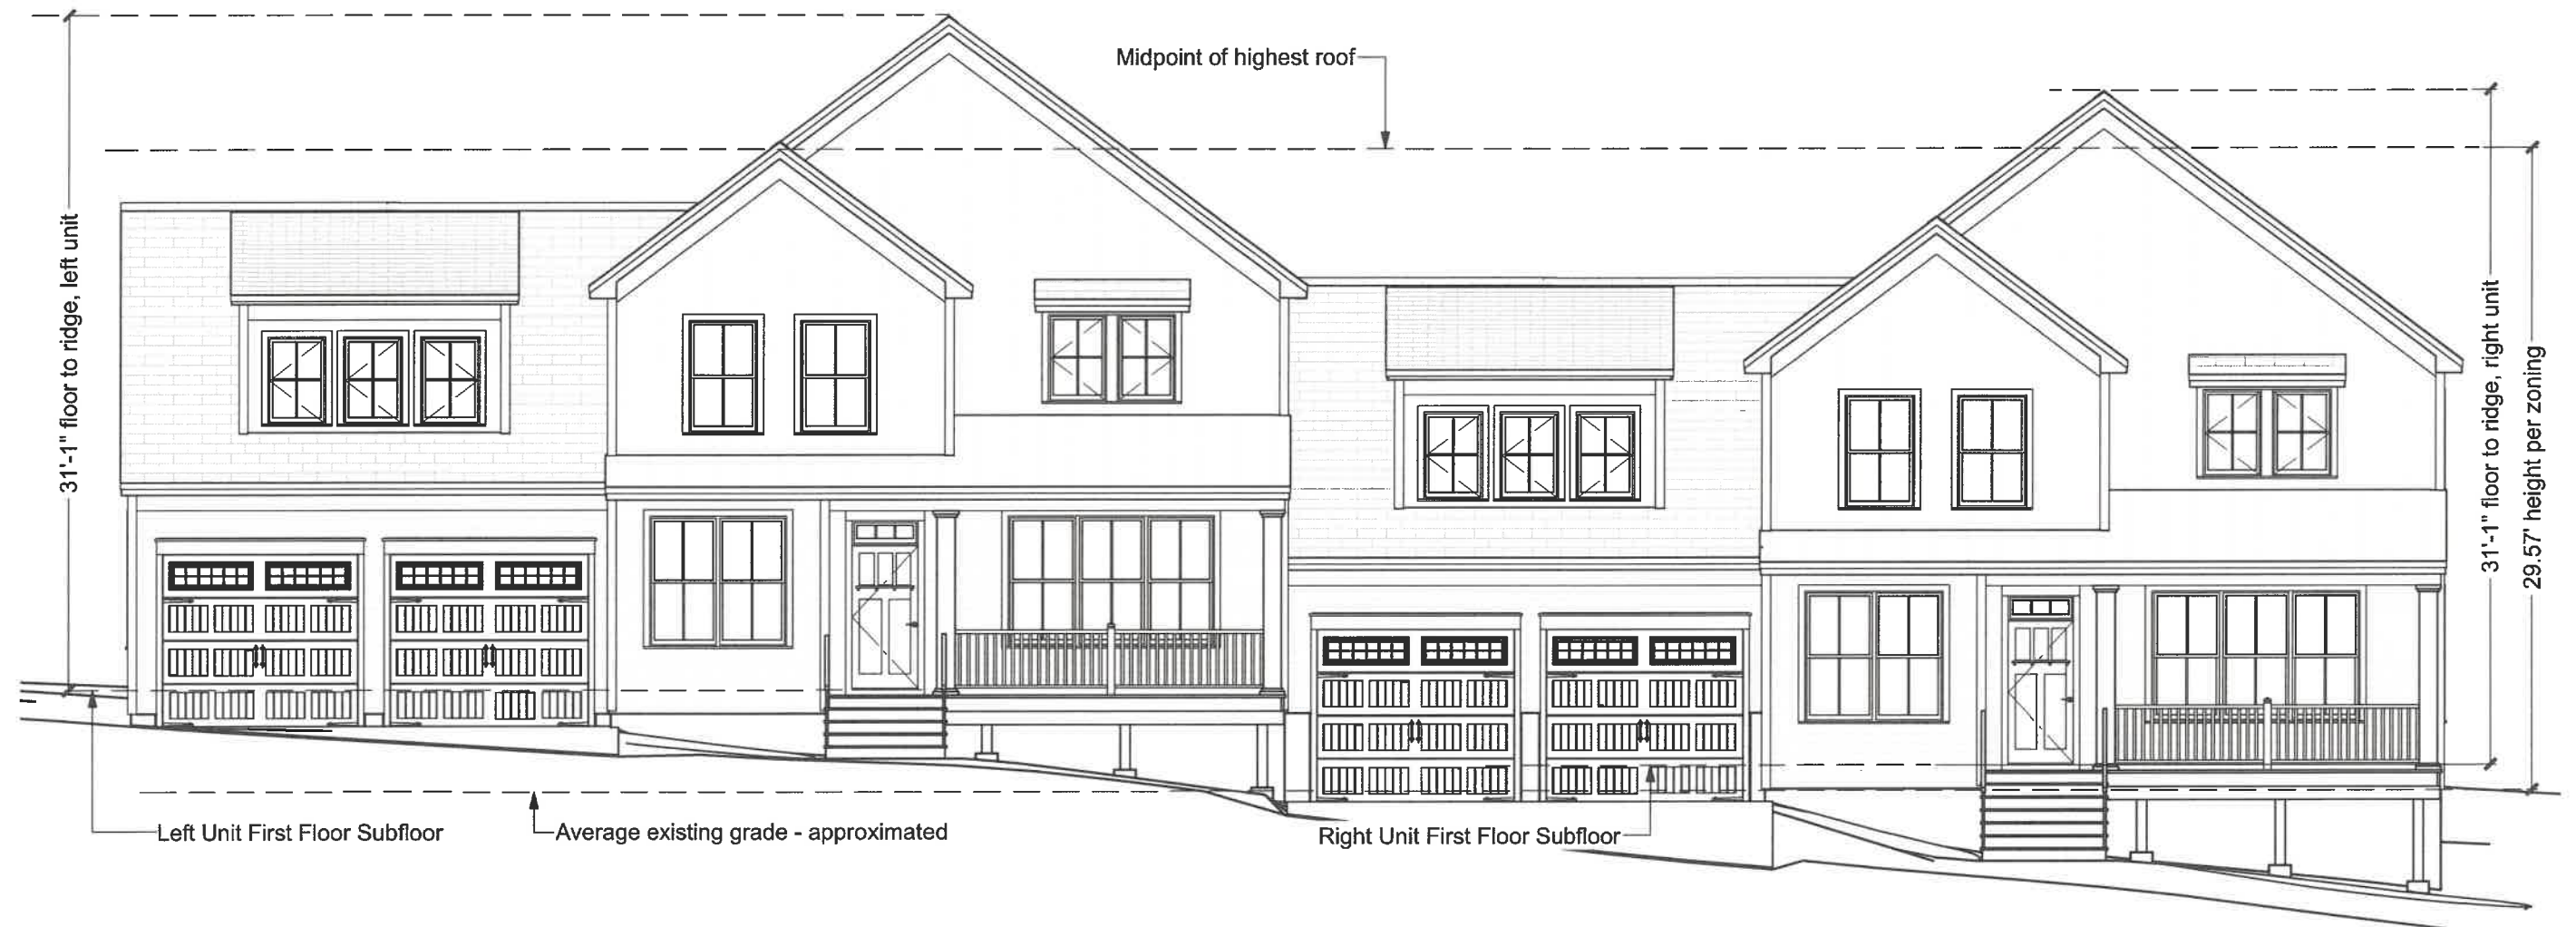 Midpoint of highest roof
31'-1" floor to ridge, left unit
31'-1" floor to ridge, right unit
29.57' height per zoning
Left Unit First Floor Subfloor
Average existing grade - approximated
Right Unit First Floor Subfloor